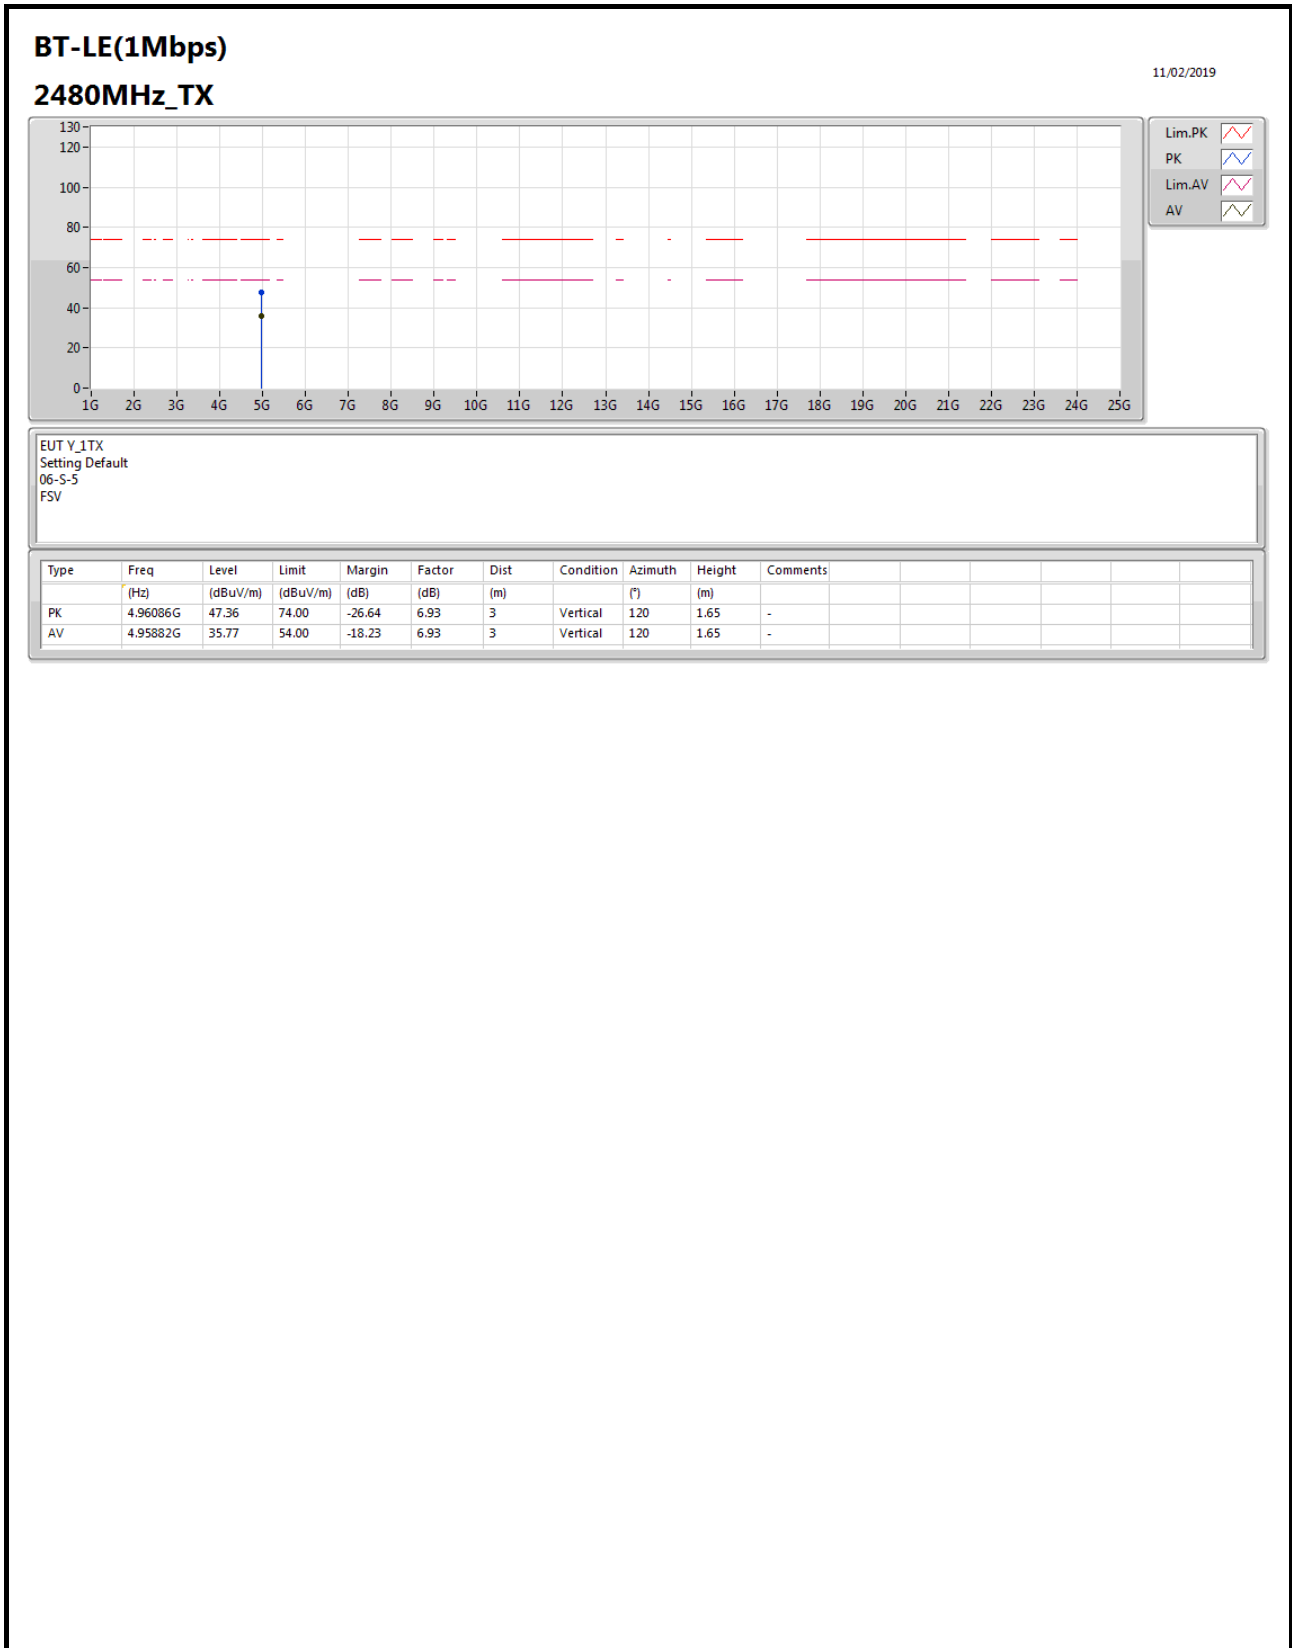 BT-LE(1Mbps)
11/02/2019
2480MHz_TX
130
120
100
80
60
40
20
0
1G 2G 3G 4G 5G 6G 7G 8G 9G 10G 11G 12G 13G 14G 15G 16G 17G 18G 19G 20G 21G 22G 23G 24G 25G
Lim.PK
PK
Lim.AV
AV
EUT Y_1TX
Setting Default
06-S-5
FSV
Type Freq Level Limit Margin Factor Dist Condition Azimuth Height Comments
(Hz) (dBuV/m) (dBuV/m) (dB) (dB) (m) (°) (m)
PK 4.96086G 47.36 74.00 -26.64 6.93 3 Vertical 120 1.65 -
AV 4.95882G 35.77 54.00 -18.23 6.93 3 Vertical 120 1.65 -